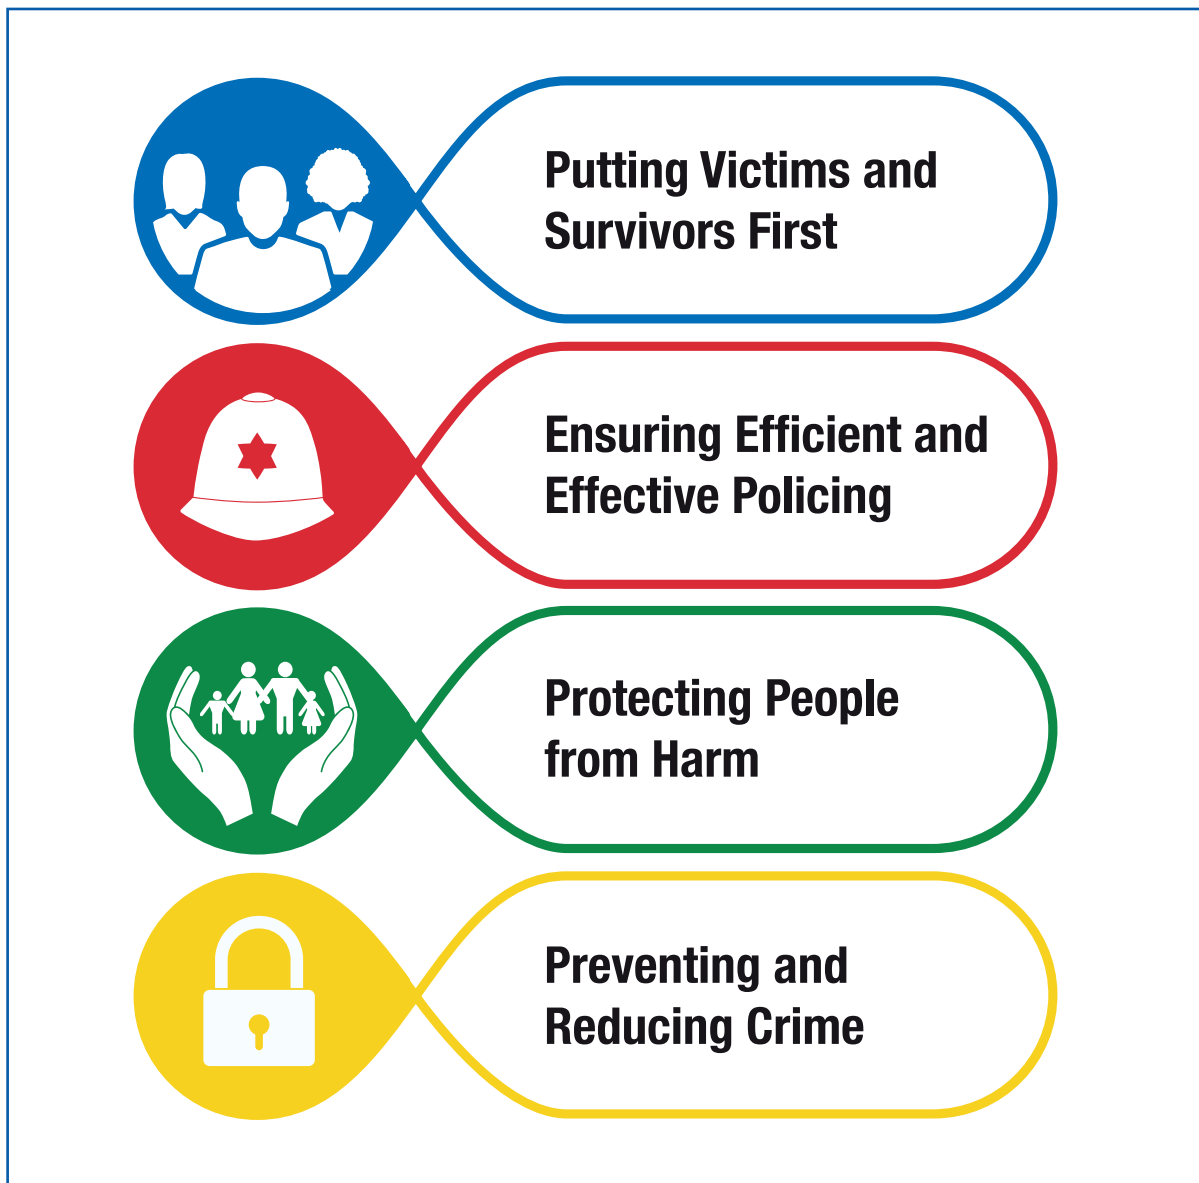 Putting Victims and
Survivors First
Ensuring Efficient and
Effective Policing
Protecting People
from Harm
Preventing and
Reducing Crime